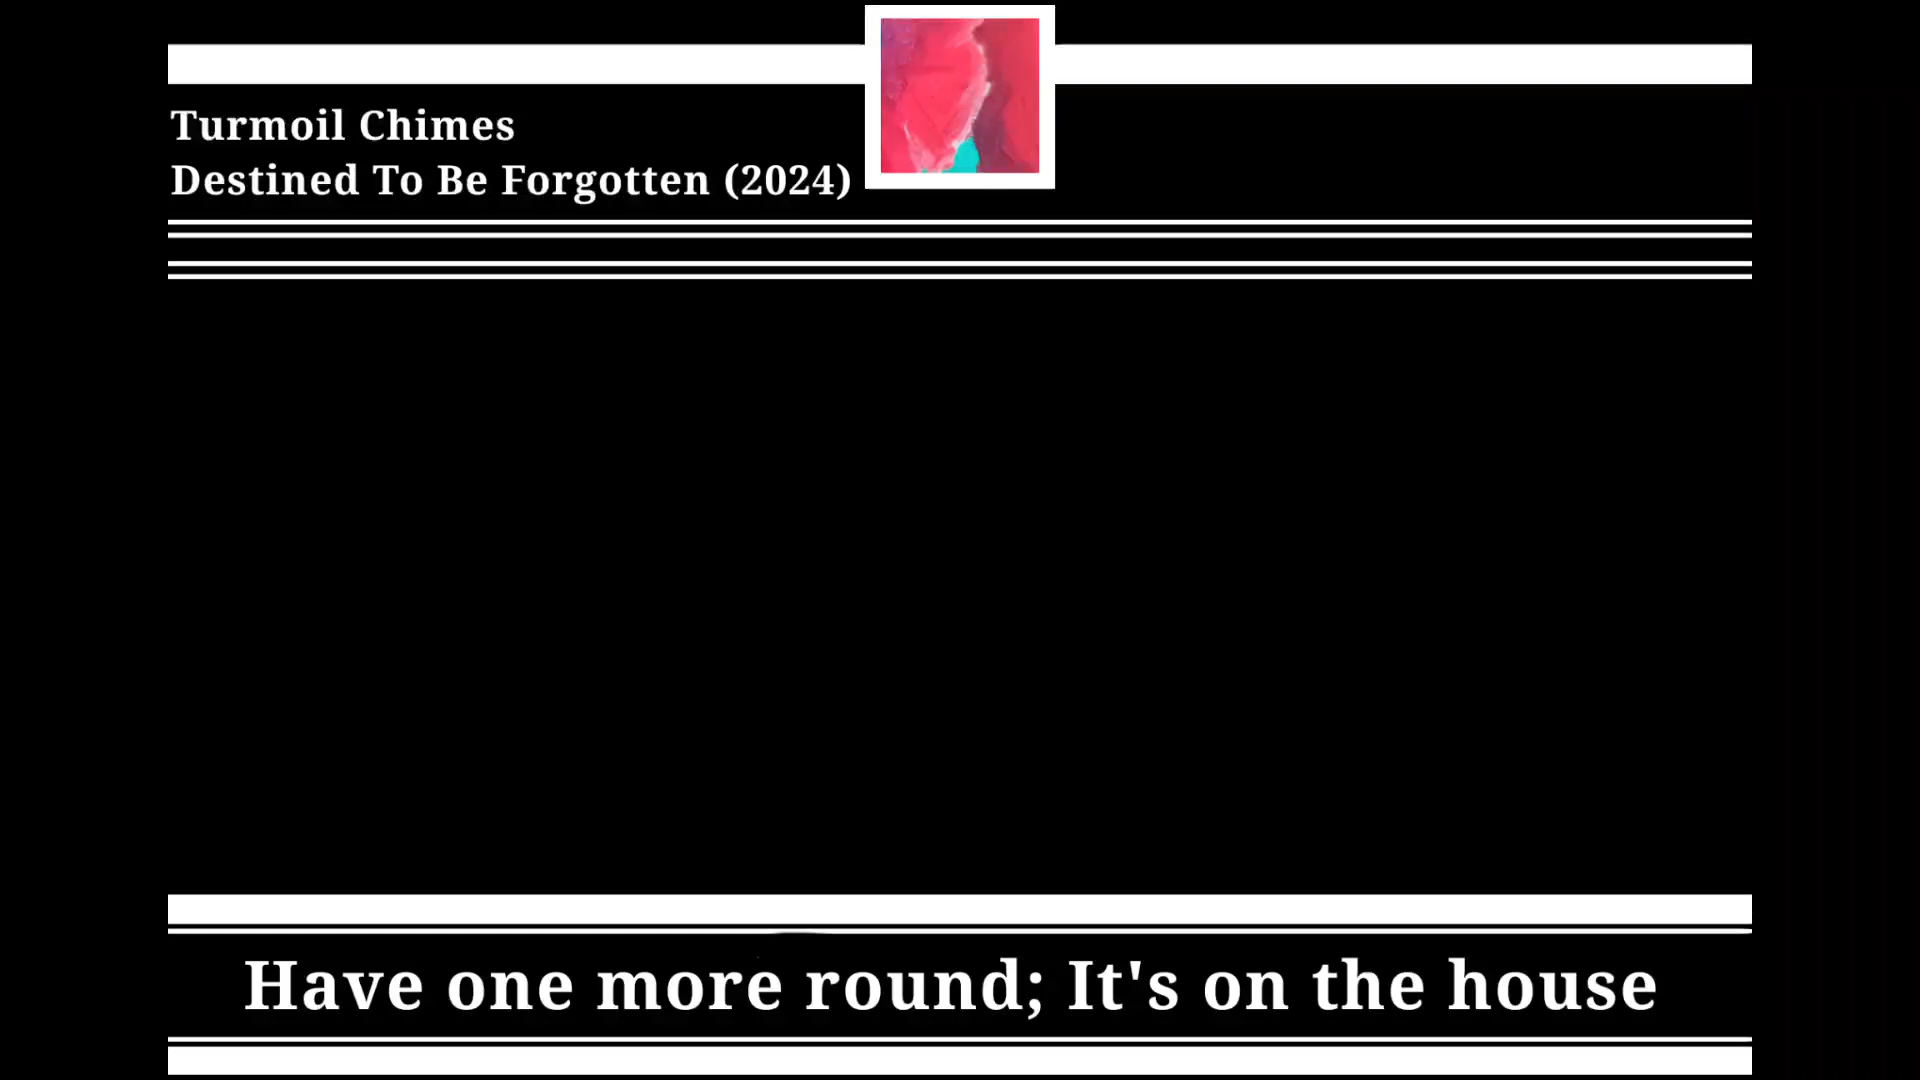 Turmoil Chimes
Destined To Be Forgotten (2024)
Have one more round; It's on the house